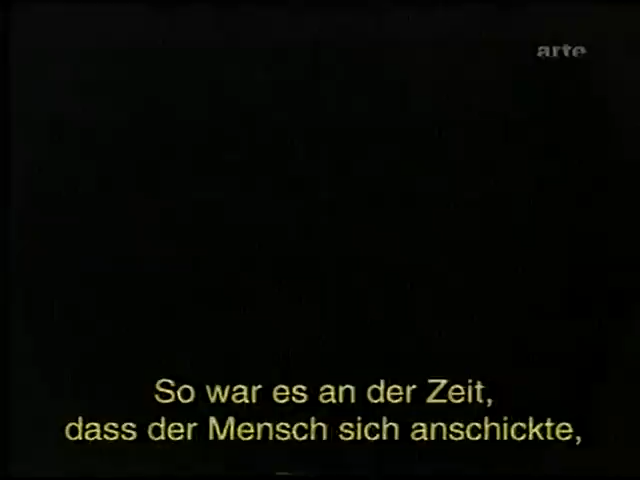 arte
So war es an der Zeit,
dass der Mensch sich anschickte,